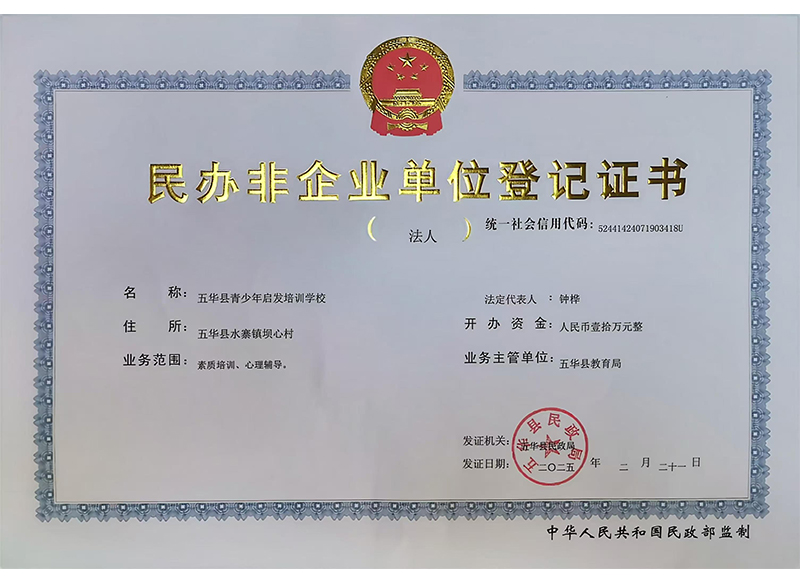 民办非企业单位登记证书
（ 法人 ） 统一社会信用代码：52441424071903418U
名 称：五华县青少年启发培训学校
法定代表人 ：钟桦
住 所：五华县水寨镇坝心村
开办资金：人民币壹拾万元整
业务范围：素质培训、心理辅导。
业务主管单位：五华县教育局
发证机关：五华县民政局
五华县民政局
发证日期：二〇二五 年 二 月 二十一 日
中华人民共和国民政部监制